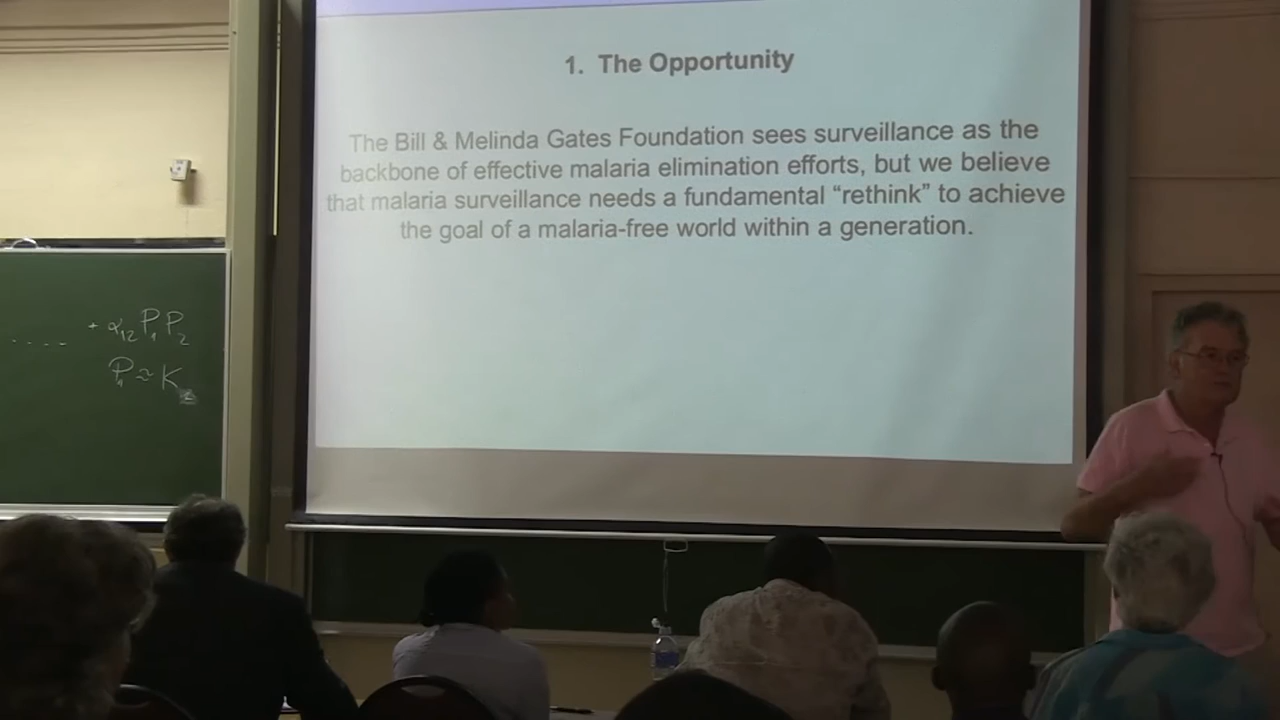 1. The Opportunity
The Bill & Melinda Gates Foundation sees surveillance as the
backbone of effective malaria elimination efforts, but we believe
that malaria surveillance needs a fundamental “rethink” to achieve
the goal of a malaria-free world within a generation.
. . . . + α₁₂ P₁ P₂
P₁ ≈ K